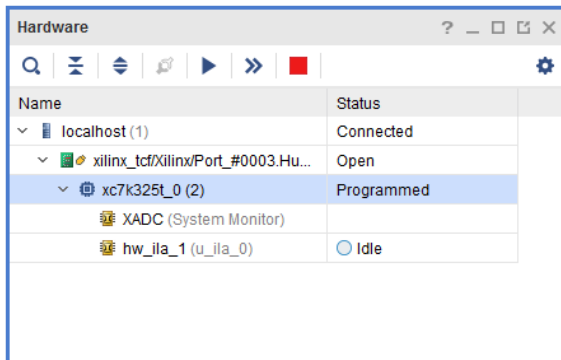 Hardware
Name Status
localhost (1) Connected
xilinx_tcf/Xilinx/Port_#0003.Hu... Open
xc7k325t_0 (2) Programmed
XADC (System Monitor)
hw_ila_1 (u_ila_0) Idle